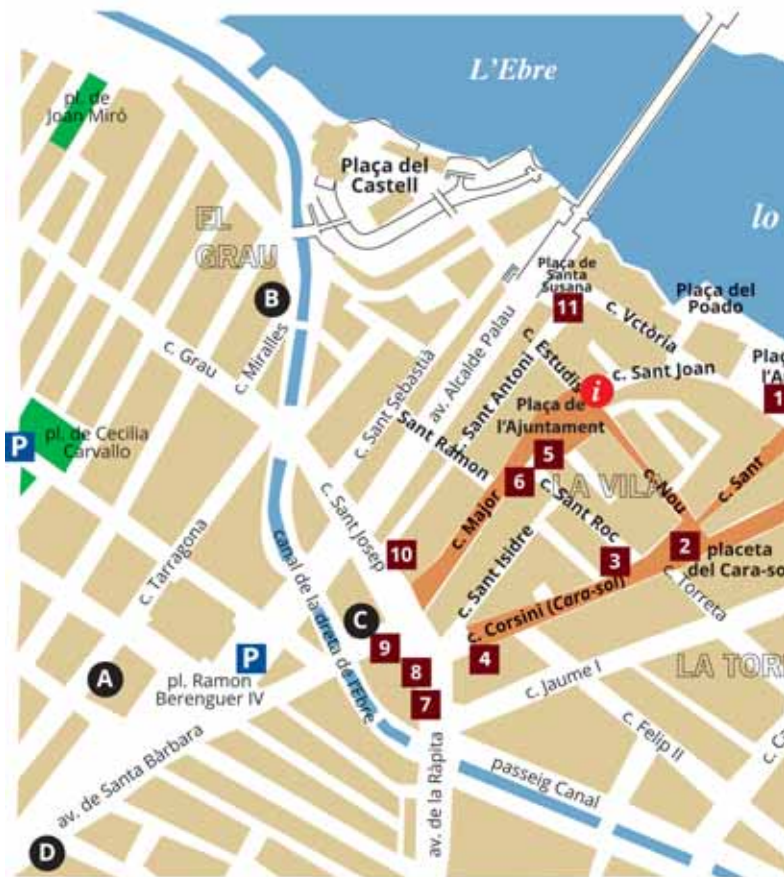 L'Ebre
pl. de
Joan Miró
Plaça del
Castell
EL
GRAU
lo
B
Plaça de
Santa
Susana
11
Plaça del
Poado
c. Vctòria
c. Grau
c. Miralles
c. Sant Sebastià
av. Alcalde Palau
c. Sant Antoni
c. Estudis
c. Sant Joan
i
1
P
pl. de Cecilia
Carvallo
Sant Ramon
Plaça de
l'Ajuntament
5
6
LA VILA
c. Nou
c. Sant
c. Sant Josep
c. Major
c. Sant Roc
10
3
2
placeta
del Cara-so
c. Tarragona
canal de la dreta de l'Ebre
c. Sant Isidre
c. Corsini (Cara-sol)
c. Torreta
C
9
8
7
4
P
A
pl. Ramon
Berenguer IV
c. Jaume I
LA TOR
c. Felip II
av. de Santa Bàrbara
av. de la Ràpita
passeig Canal
D